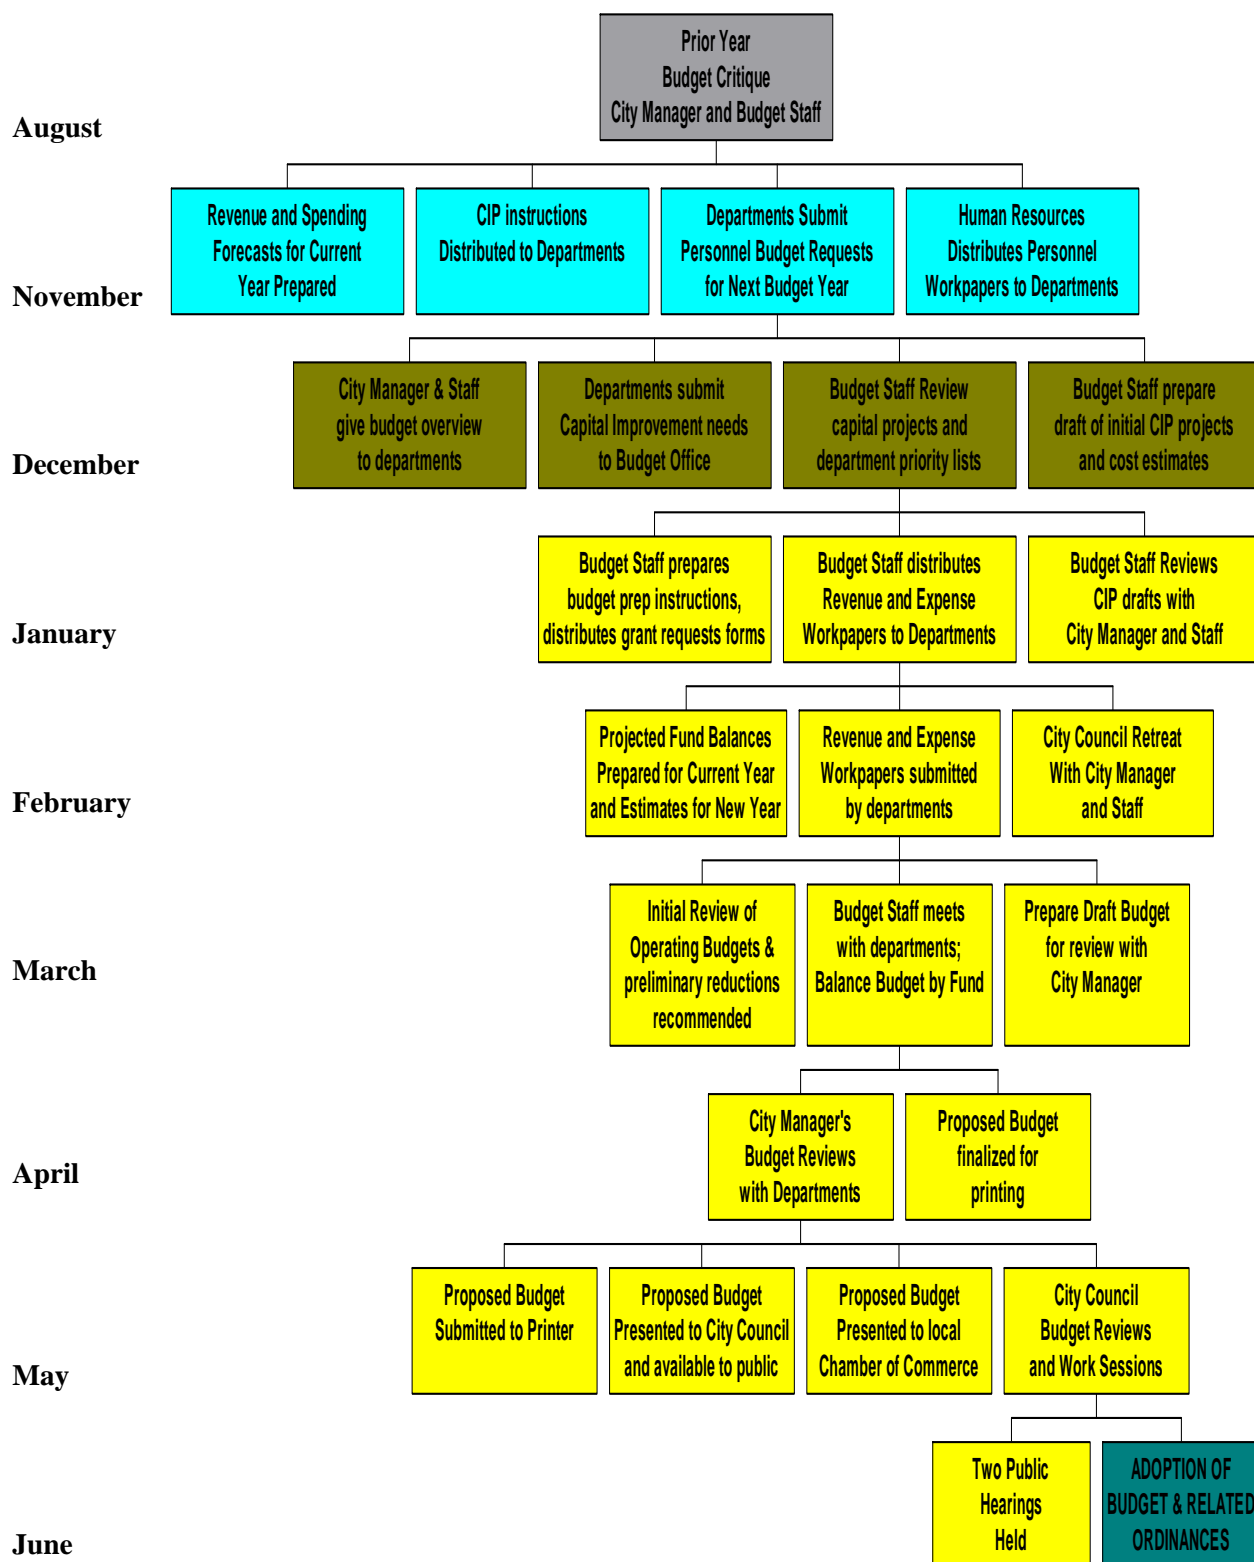 Prior Year
Budget Critique
City Manager and Budget Staff
August
Revenue and Spending
Forecasts for Current
Year Prepared
CIP instructions
Distributed to Departments
Departments Submit
Personnel Budget Requests
for Next Budget Year
Human Resources
Distributes Personnel
Workpapers to Departments
November
City Manager & Staff
give budget overview
to departments
Departments submit
Capital Improvement needs
to Budget Office
Budget Staff Review
capital projects and
department priority lists
Budget Staff prepare
draft of initial CIP projects
and cost estimates
December
Budget Staff prepares
budget prep instructions,
distributes grant requests forms
Budget Staff distributes
Revenue and Expense
Workpapers to Departments
Budget Staff Reviews
CIP drafts with
City Manager and Staff
January
Projected Fund Balances
Prepared for Current Year
and Estimates for New Year
Revenue and Expense
Workpapers submitted
by departments
City Council Retreat
With City Manager
and Staff
February
Initial Review of
Operating Budgets &
preliminary reductions
recommended
Budget Staff meets
with departments;
Balance Budget by Fund
Prepare Draft Budget
for review with
City Manager
March
City Manager's
Budget Reviews
with Departments
Proposed Budget
finalized for
printing
April
Proposed Budget
Submitted to Printer
Proposed Budget
Presented to City Council
and available to public
Proposed Budget
Presented to local
Chamber of Commerce
City Council
Budget Reviews
and Work Sessions
May
Two Public
Hearings
Held
ADOPTION OF
BUDGET & RELATED
ORDINANCES
June